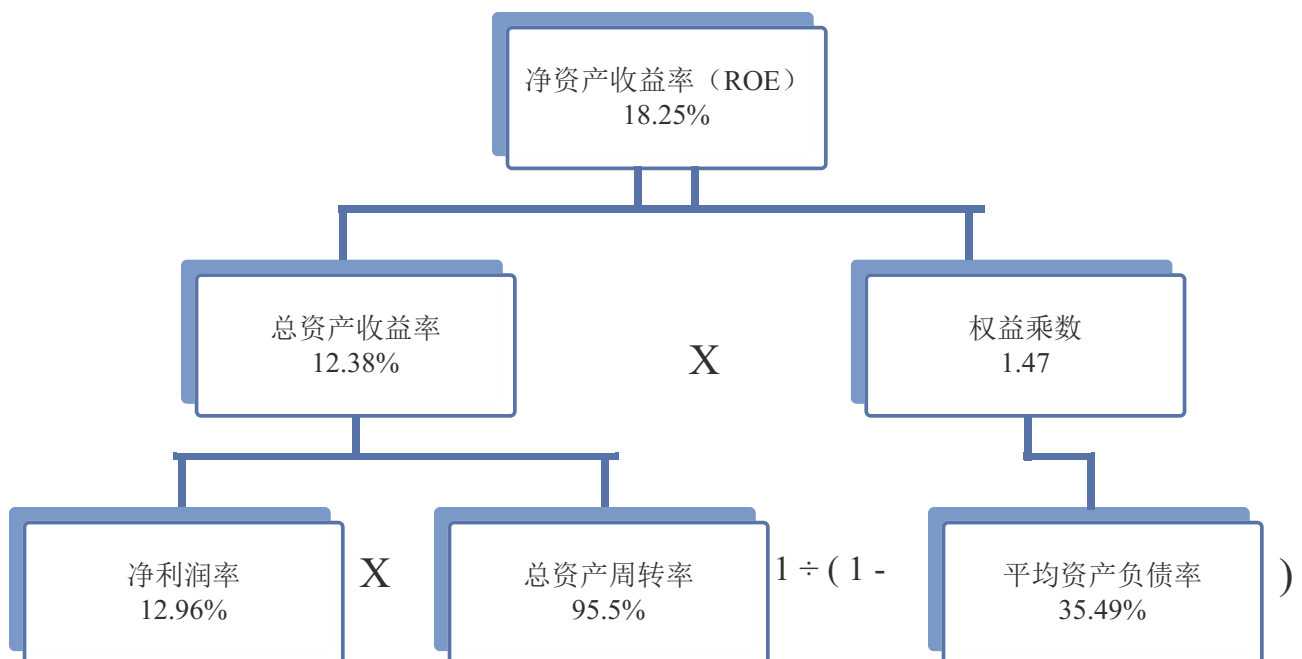 净资产收益率（ROE）
18.25%
总资产收益率
12.38%
X
权益乘数
1.47
净利润率
12.96%
X
总资产周转率
95.5%
1 ÷ ( 1 -
平均资产负债率
35.49%
)